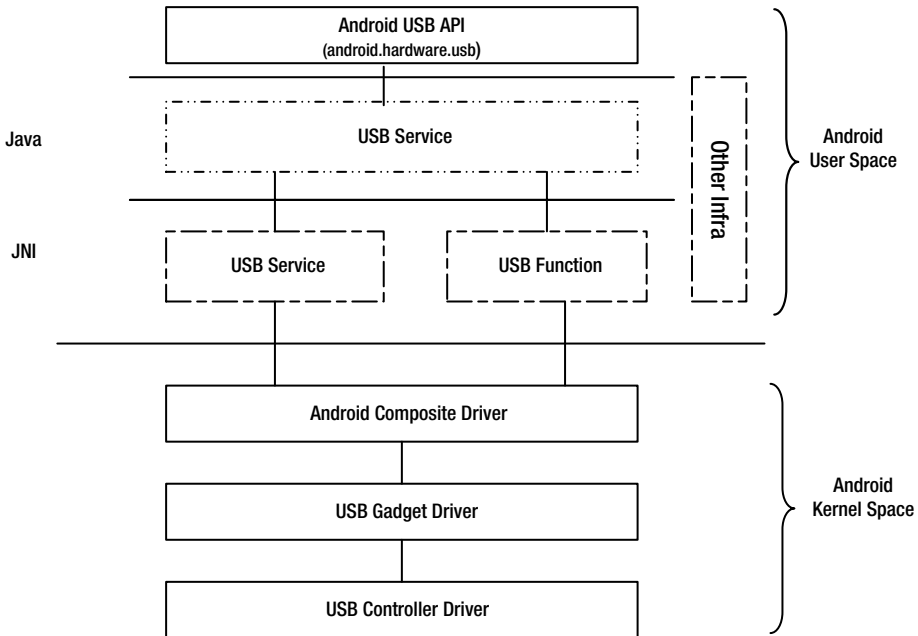 Android USB API
(android.hardware.usb)
Java
USB Service
Other Infra
Android
User Space
JNI
USB Service
USB Function
Android Composite Driver
USB Gadget Driver
Android
Kernel Space
USB Controller Driver